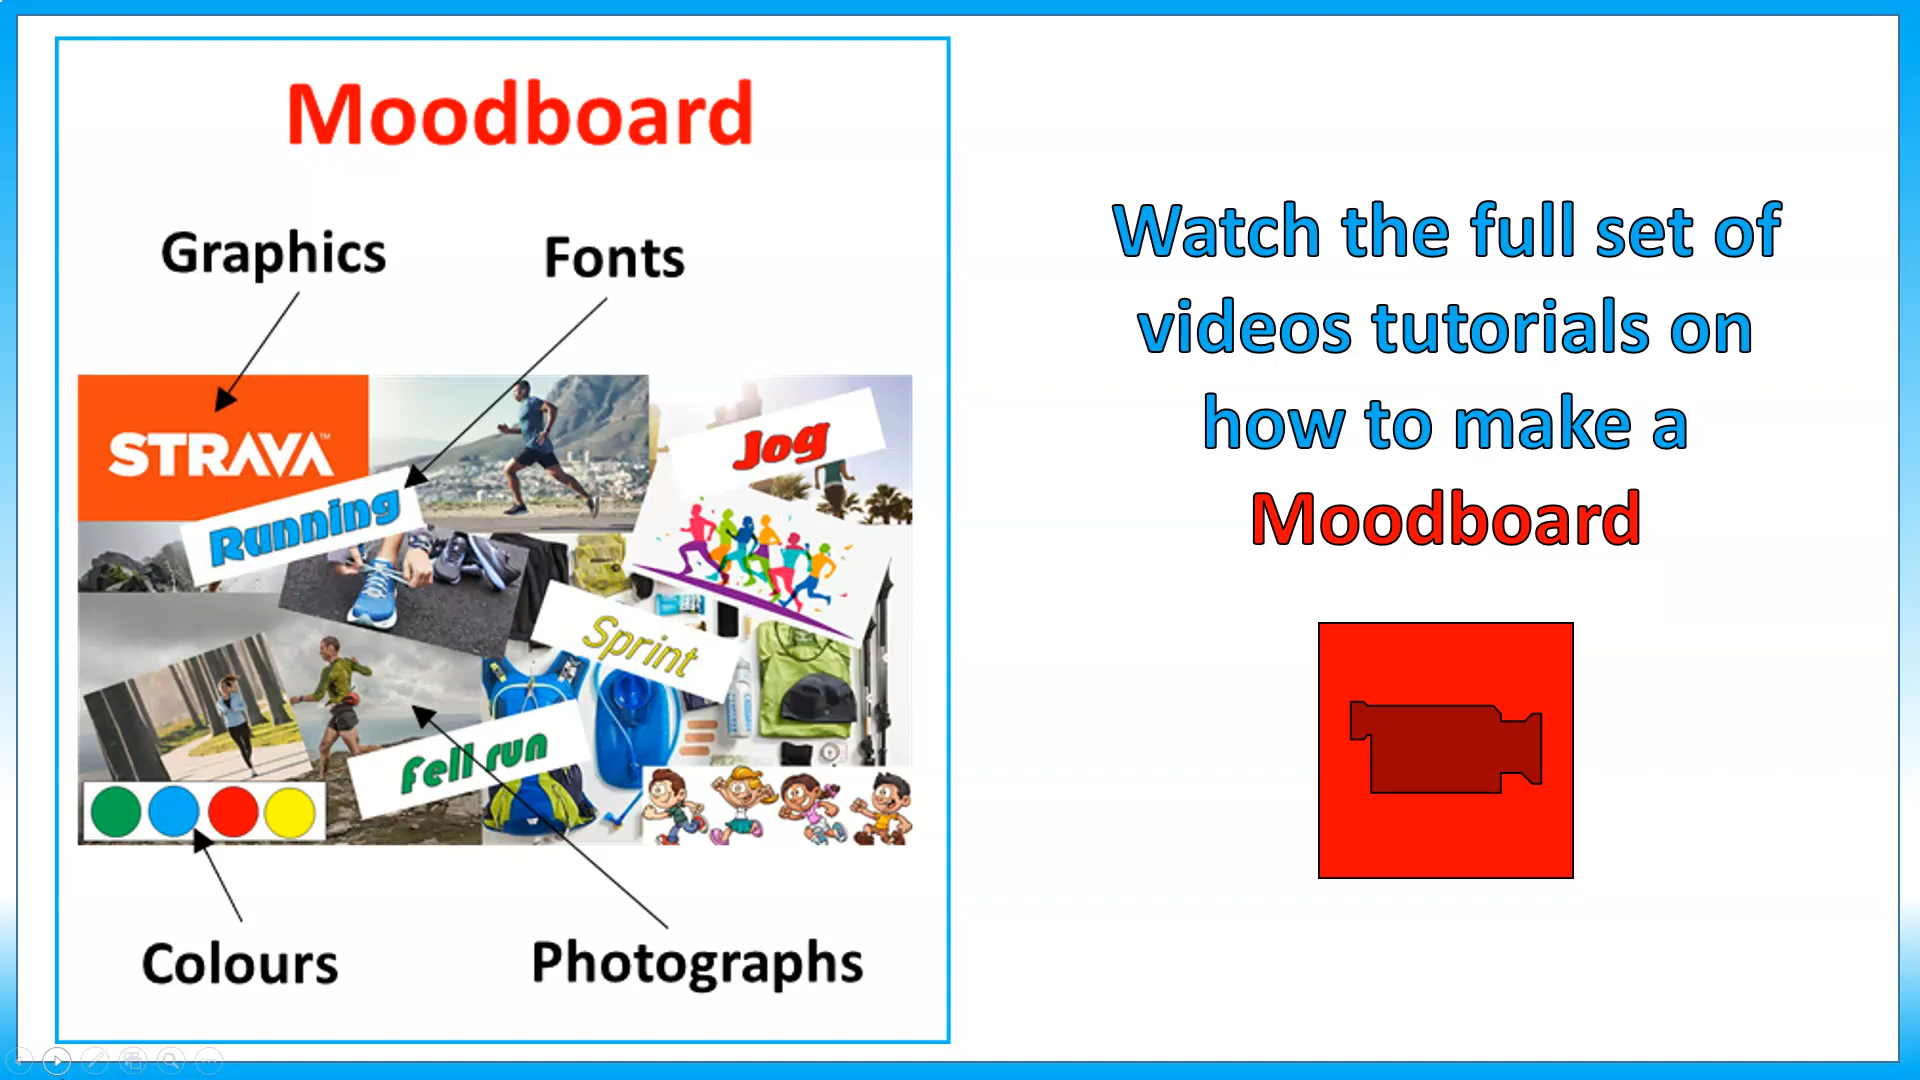 Moodboard
Graphics
Fonts
STRAVA™
Running
Jog
Sprint
Fell run
Colours
Photographs
Watch the full set of
videos tutorials on
how to make a
Moodboard